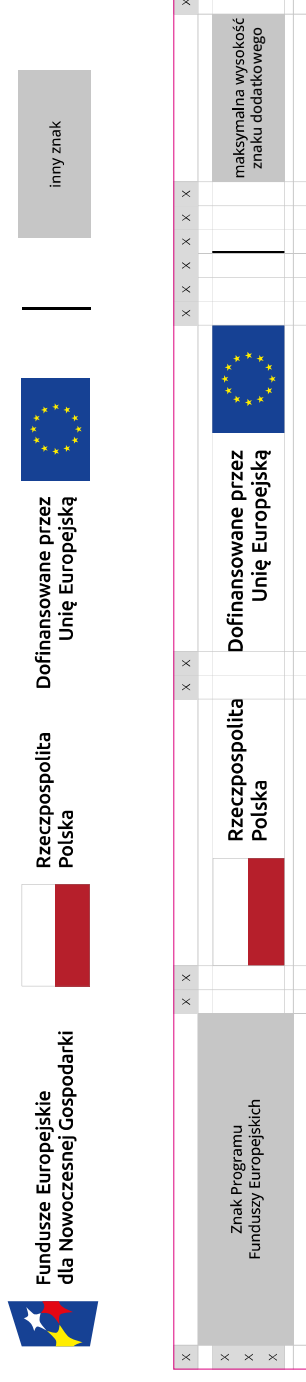 Fundusze Europejskie
dla Nowoczesnej Gospodarki
Rzeczpospolita
Polska
Dofinansowane przez
Unię Europejską
inny znak
X
X
X
X
Znak Programu
Funduszy Europejskich
X
X
Rzeczpospolita
Polska
X
X
Dofinansowane przez
Unię Europejską
X
X
X
X
X
X
maksymalna wysokość
znaku dodatkowego
X